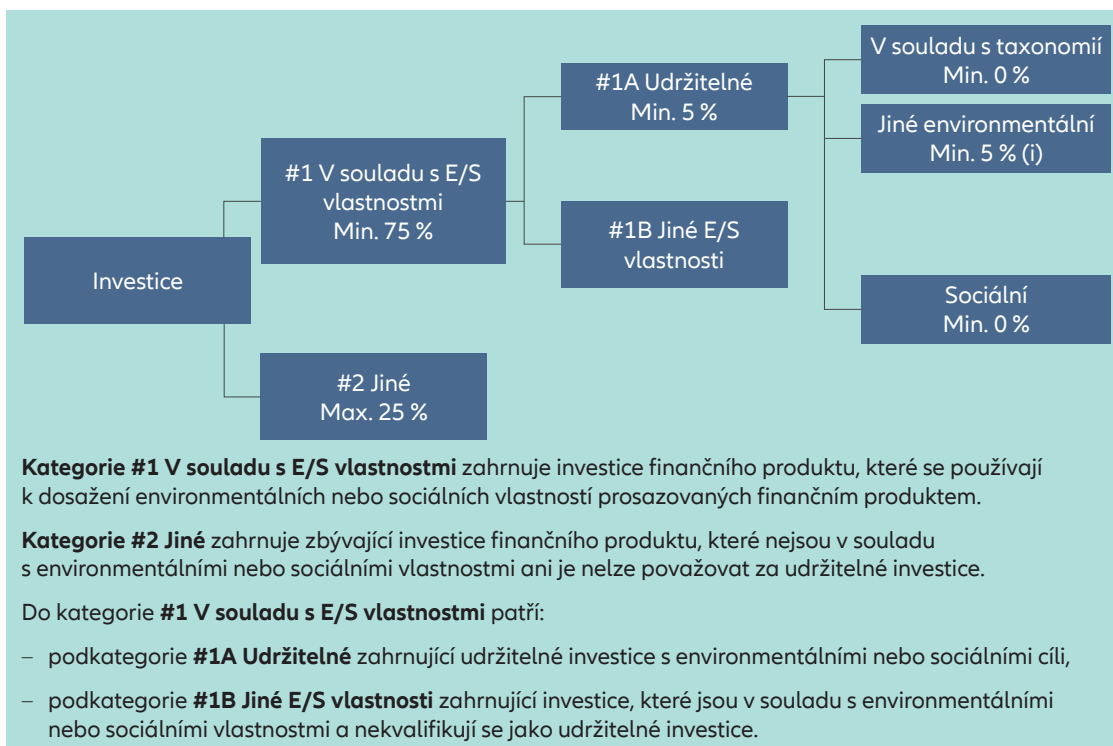 Investice
#1 V souladu s E/S
vlastnostmi
Min. 75 %
#2 Jiné
Max. 25 %
#1A Udržitelné
Min. 5 %
#1B Jiné E/S
vlastnosti
V souladu s taxonomií
Min. 0 %
Jiné environmentální
Min. 5 % (i)
Sociální
Min. 0 %
Kategorie #1 V souladu s E/S vlastnostmi zahrnuje investice finančního produktu, které se používají
k dosažení environmentálních nebo sociálních vlastností prosazovaných finančním produktem.
Kategorie #2 Jiné zahrnuje zbývající investice finančního produktu, které nejsou v souladu
s environmentálními nebo sociálními vlastnostmi ani je nelze považovat za udržitelné investice.
Do kategorie #1 V souladu s E/S vlastnostmi patří:
– podkategorie #1A Udržitelné zahrnující udržitelné investice s environmentálními nebo sociálními cíli,
– podkategorie #1B Jiné E/S vlastnosti zahrnující investice, které jsou v souladu s environmentálními
nebo sociálními vlastnostmi a nekvalifikují se jako udržitelné investice.